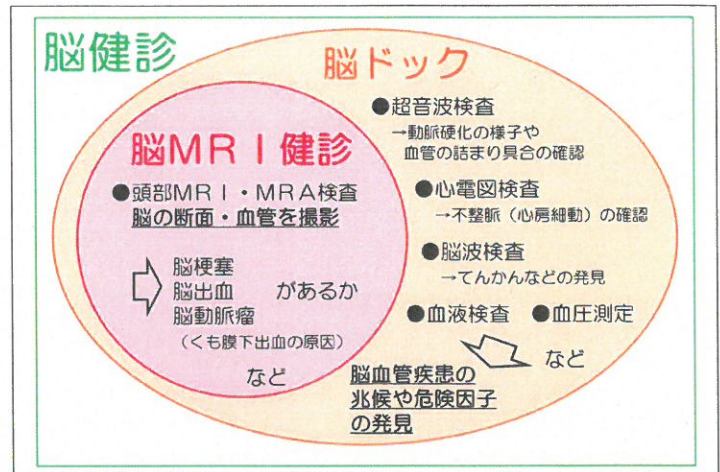 脳健診
脳ドック
脳MRI健診
●頭部MRI・MRA検査
脳の断面・血管を撮影
脳梗塞
脳出血 があるか
脳動脈瘤
（くも膜下出血の原因）
など
●超音波検査
→動脈硬化の様子や
血管の詰まり具合の確認
●心電図検査
→不整脈（心房細動）の確認
●脳波検査
→てんかんなどの発見
●血液検査 ●血圧測定
など
脳血管疾患の
兆候や危険因子
の発見